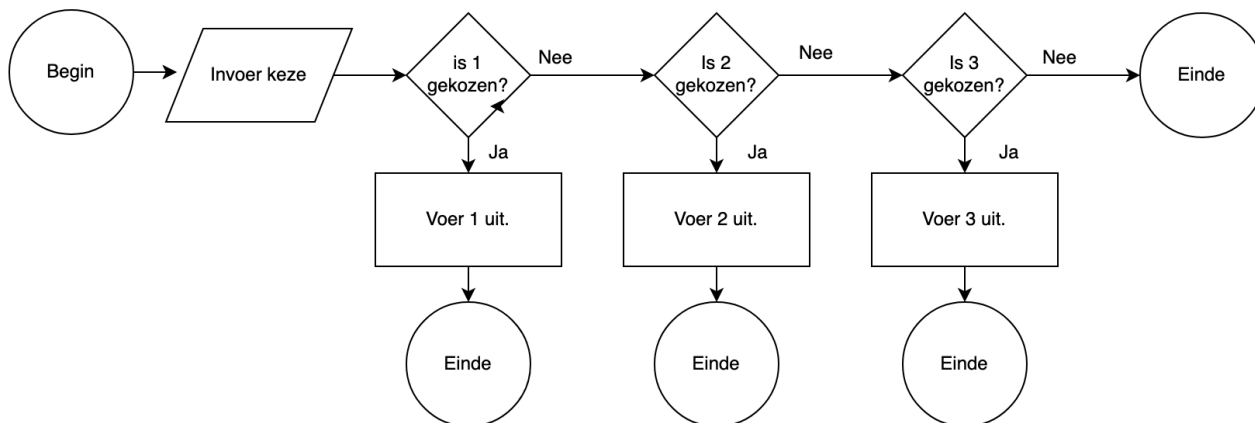 Begin
Invoer keze
is 1
gekozen?
Nee
Is 2
gekozen?
Nee
Is 3
gekozen?
Nee
Einde
Ja
Ja
Ja
Voer 1 uit.
Voer 2 uit.
Voer 3 uit.
Einde
Einde
Einde